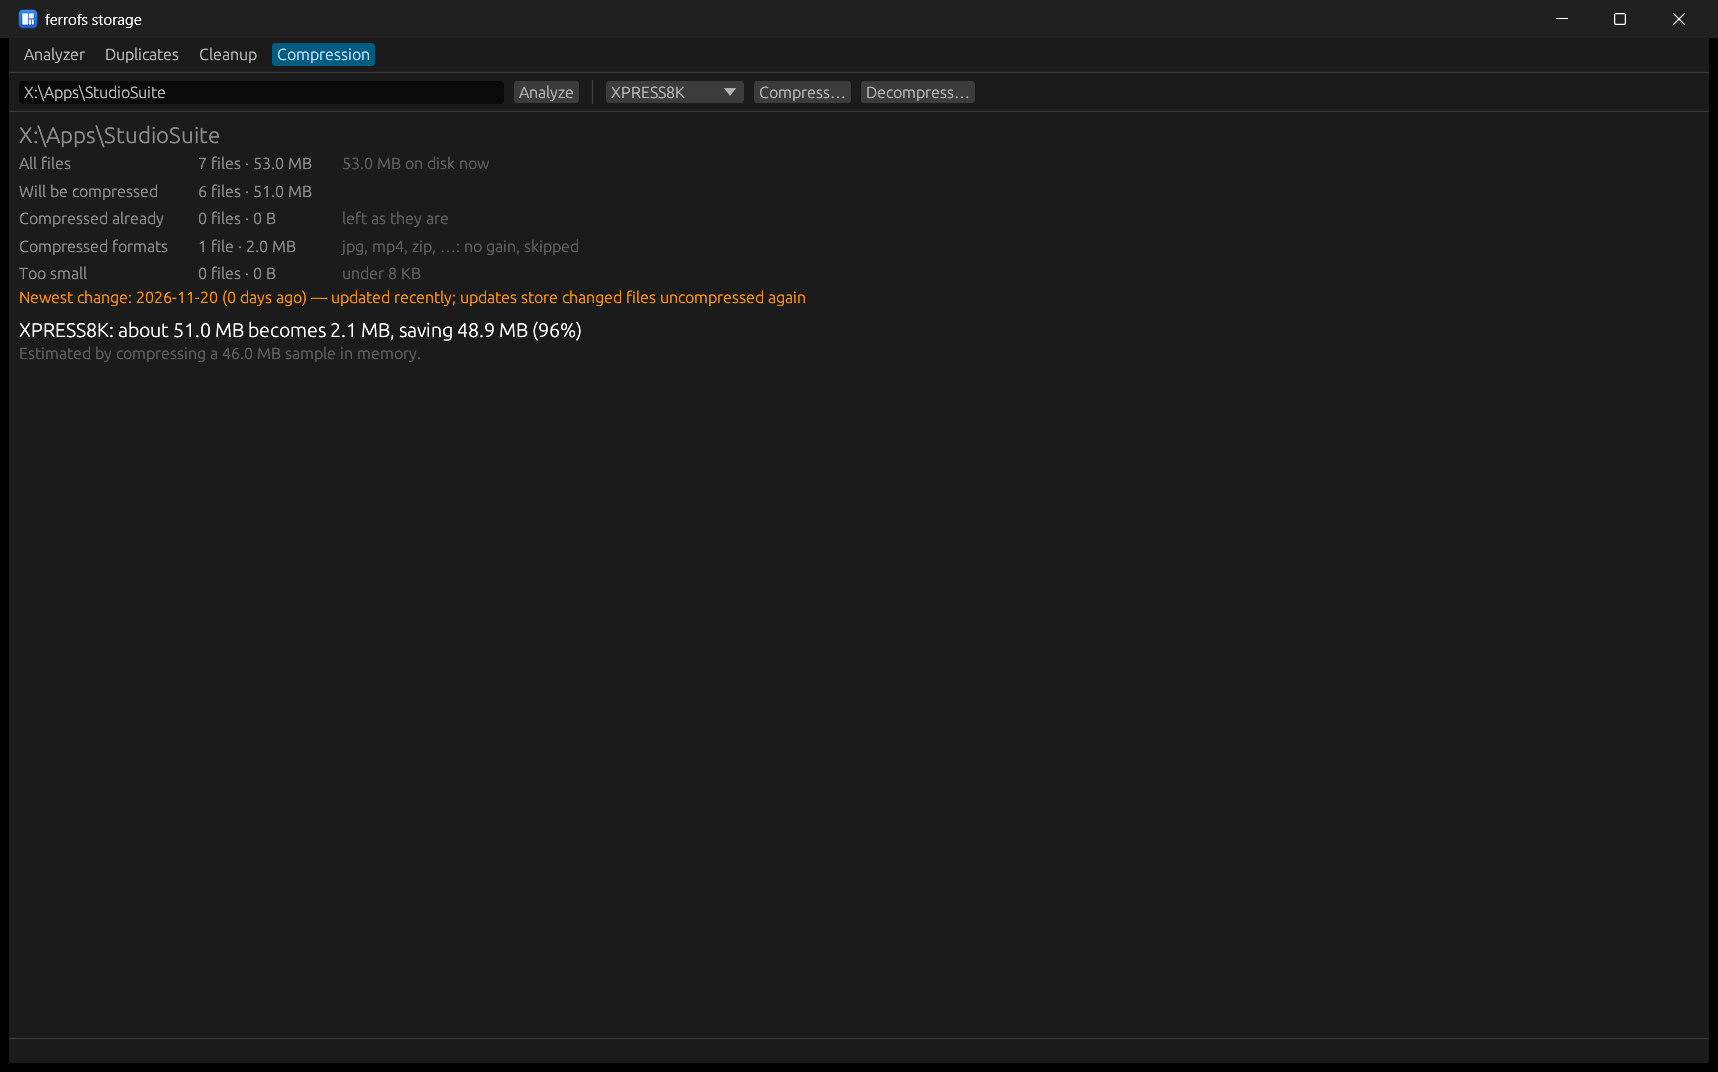 ferrofs storage
Analyzer Duplicates Cleanup Compression
X:\Apps\StudioSuite Analyze XPRESS8K Compress… Decompress…
X:\Apps\StudioSuite
All files 7 files · 53.0 MB 53.0 MB on disk now
Will be compressed 6 files · 51.0 MB
Compressed already 0 files · 0 B left as they are
Compressed formats 1 file · 2.0 MB jpg, mp4, zip, …: no gain, skipped
Too small 0 files · 0 B under 8 KB
Newest change: 2026-11-20 (0 days ago) — updated recently; updates store changed files uncompressed again
XPRESS8K: about 51.0 MB becomes 2.1 MB, saving 48.9 MB (96%)
Estimated by compressing a 46.0 MB sample in memory.